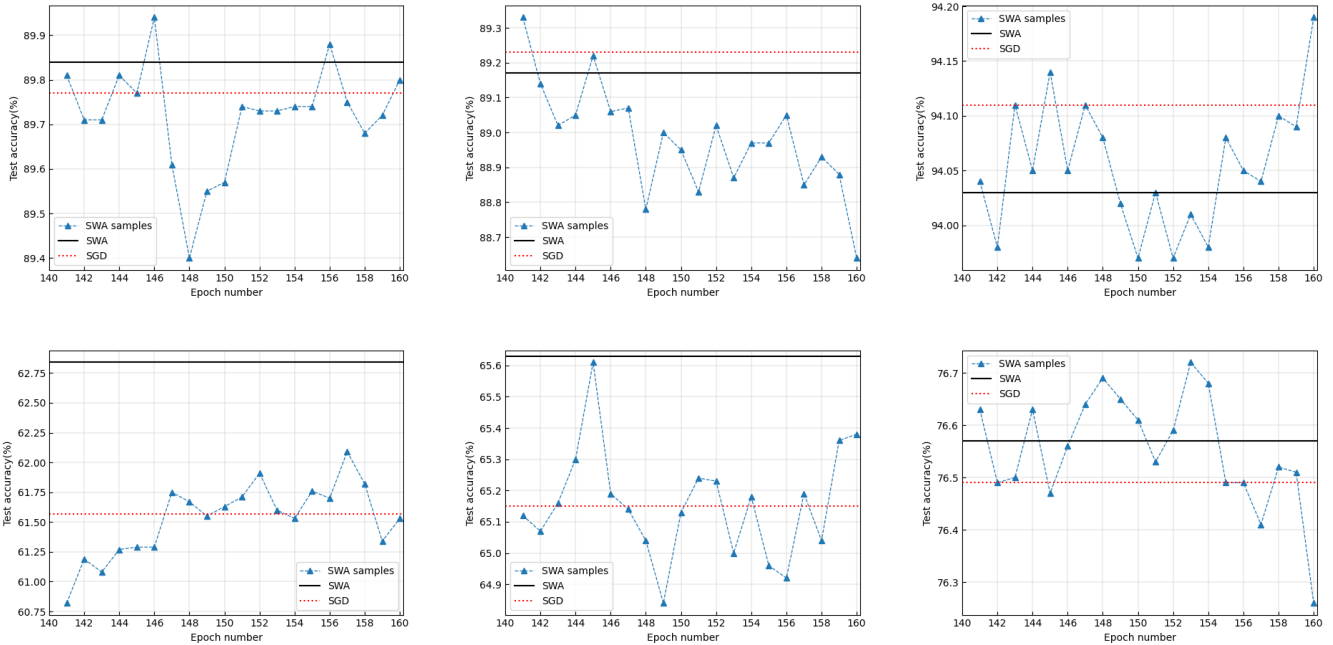 89.9
89.8
89.7
89.6
89.5
89.4
Test accuracy(%)
SWA samples
SWA
SGD
140 142 144 146 148 150 152 154 156 158 160
Epoch number
89.3
89.2
89.1
89.0
88.9
88.8
88.7
Test accuracy(%)
SWA samples
SWA
SGD
140 142 144 146 148 150 152 154 156 158 160
Epoch number
94.20
94.15
94.10
94.05
94.00
Test accuracy(%)
SWA samples
SWA
SGD
140 142 144 146 148 150 152 154 156 158 160
Epoch number
62.75
62.50
62.25
62.00
61.75
61.50
61.25
61.00
60.75
Test accuracy(%)
SWA samples
SWA
SGD
140 142 144 146 148 150 152 154 156 158 160
Epoch number
65.6
65.5
65.4
65.3
65.2
65.1
65.0
64.9
Test accuracy(%)
SWA samples
SWA
SGD
140 142 144 146 148 150 152 154 156 158 160
Epoch number
76.7
76.6
76.5
76.4
76.3
Test accuracy(%)
SWA samples
SWA
SGD
140 142 144 146 148 150 152 154 156 158 160
Epoch number